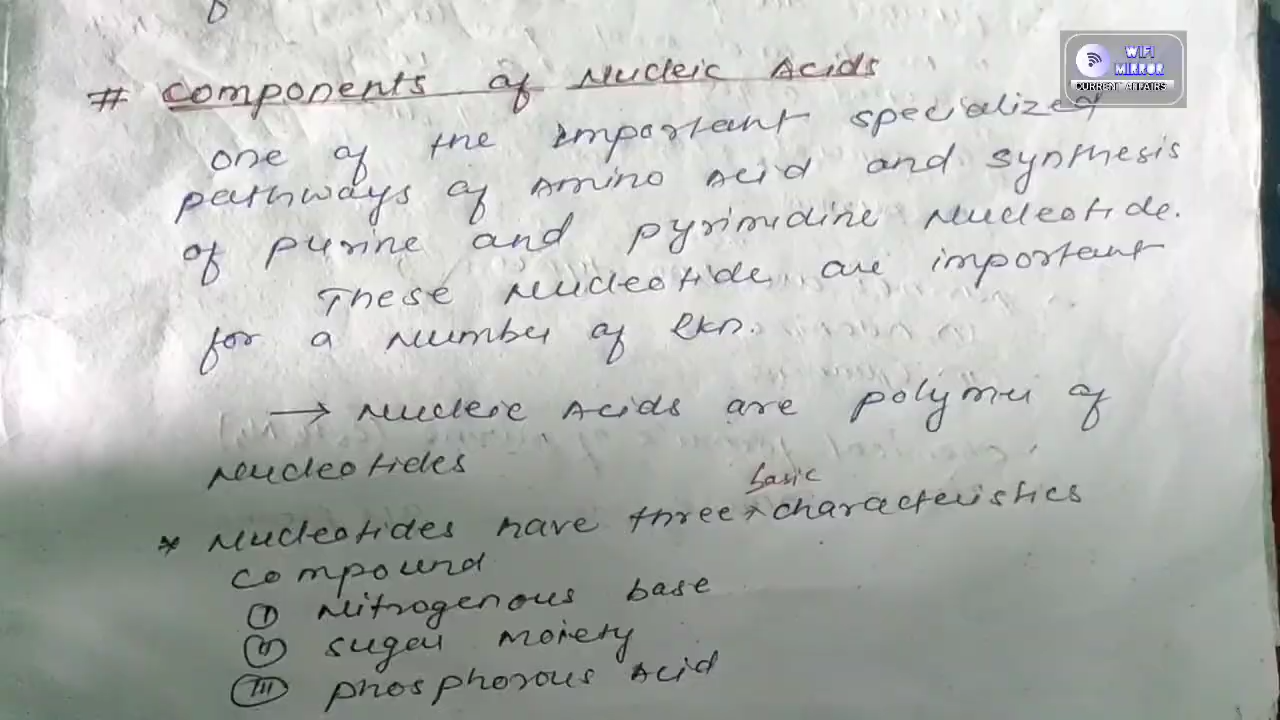 D
# Components of Nucleic Acids
WIFI
MIRROR
CURRENT AFFAIRS
one of the important specialized
pathways of Amino Acid and synthesis
of purine and pyrimidine Nucleotide.
These Nucleotide are important
for a number of rxn.
→ Nucleic Acids are polymer of
Nucleotides
basic
* Nucleotides have three characteristics
compound
(I) Nitrogenous base
(II) sugar moiety
(III) phosphorous Acid